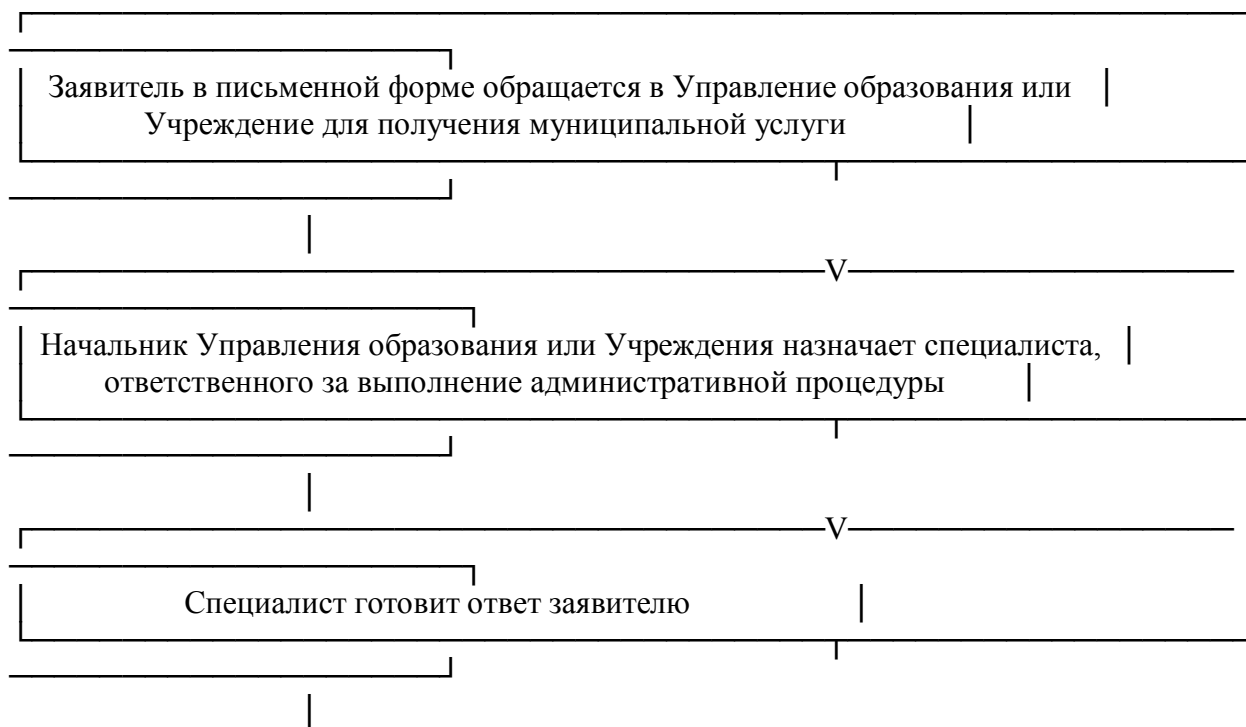 Заявитель в письменной форме обращается в Управление образования или
Учреждение для получения муниципальной услуги
V
Начальник Управления образования или Учреждения назначает специалиста,
ответственного за выполнение административной процедуры
V
Специалист готовит ответ заявителю